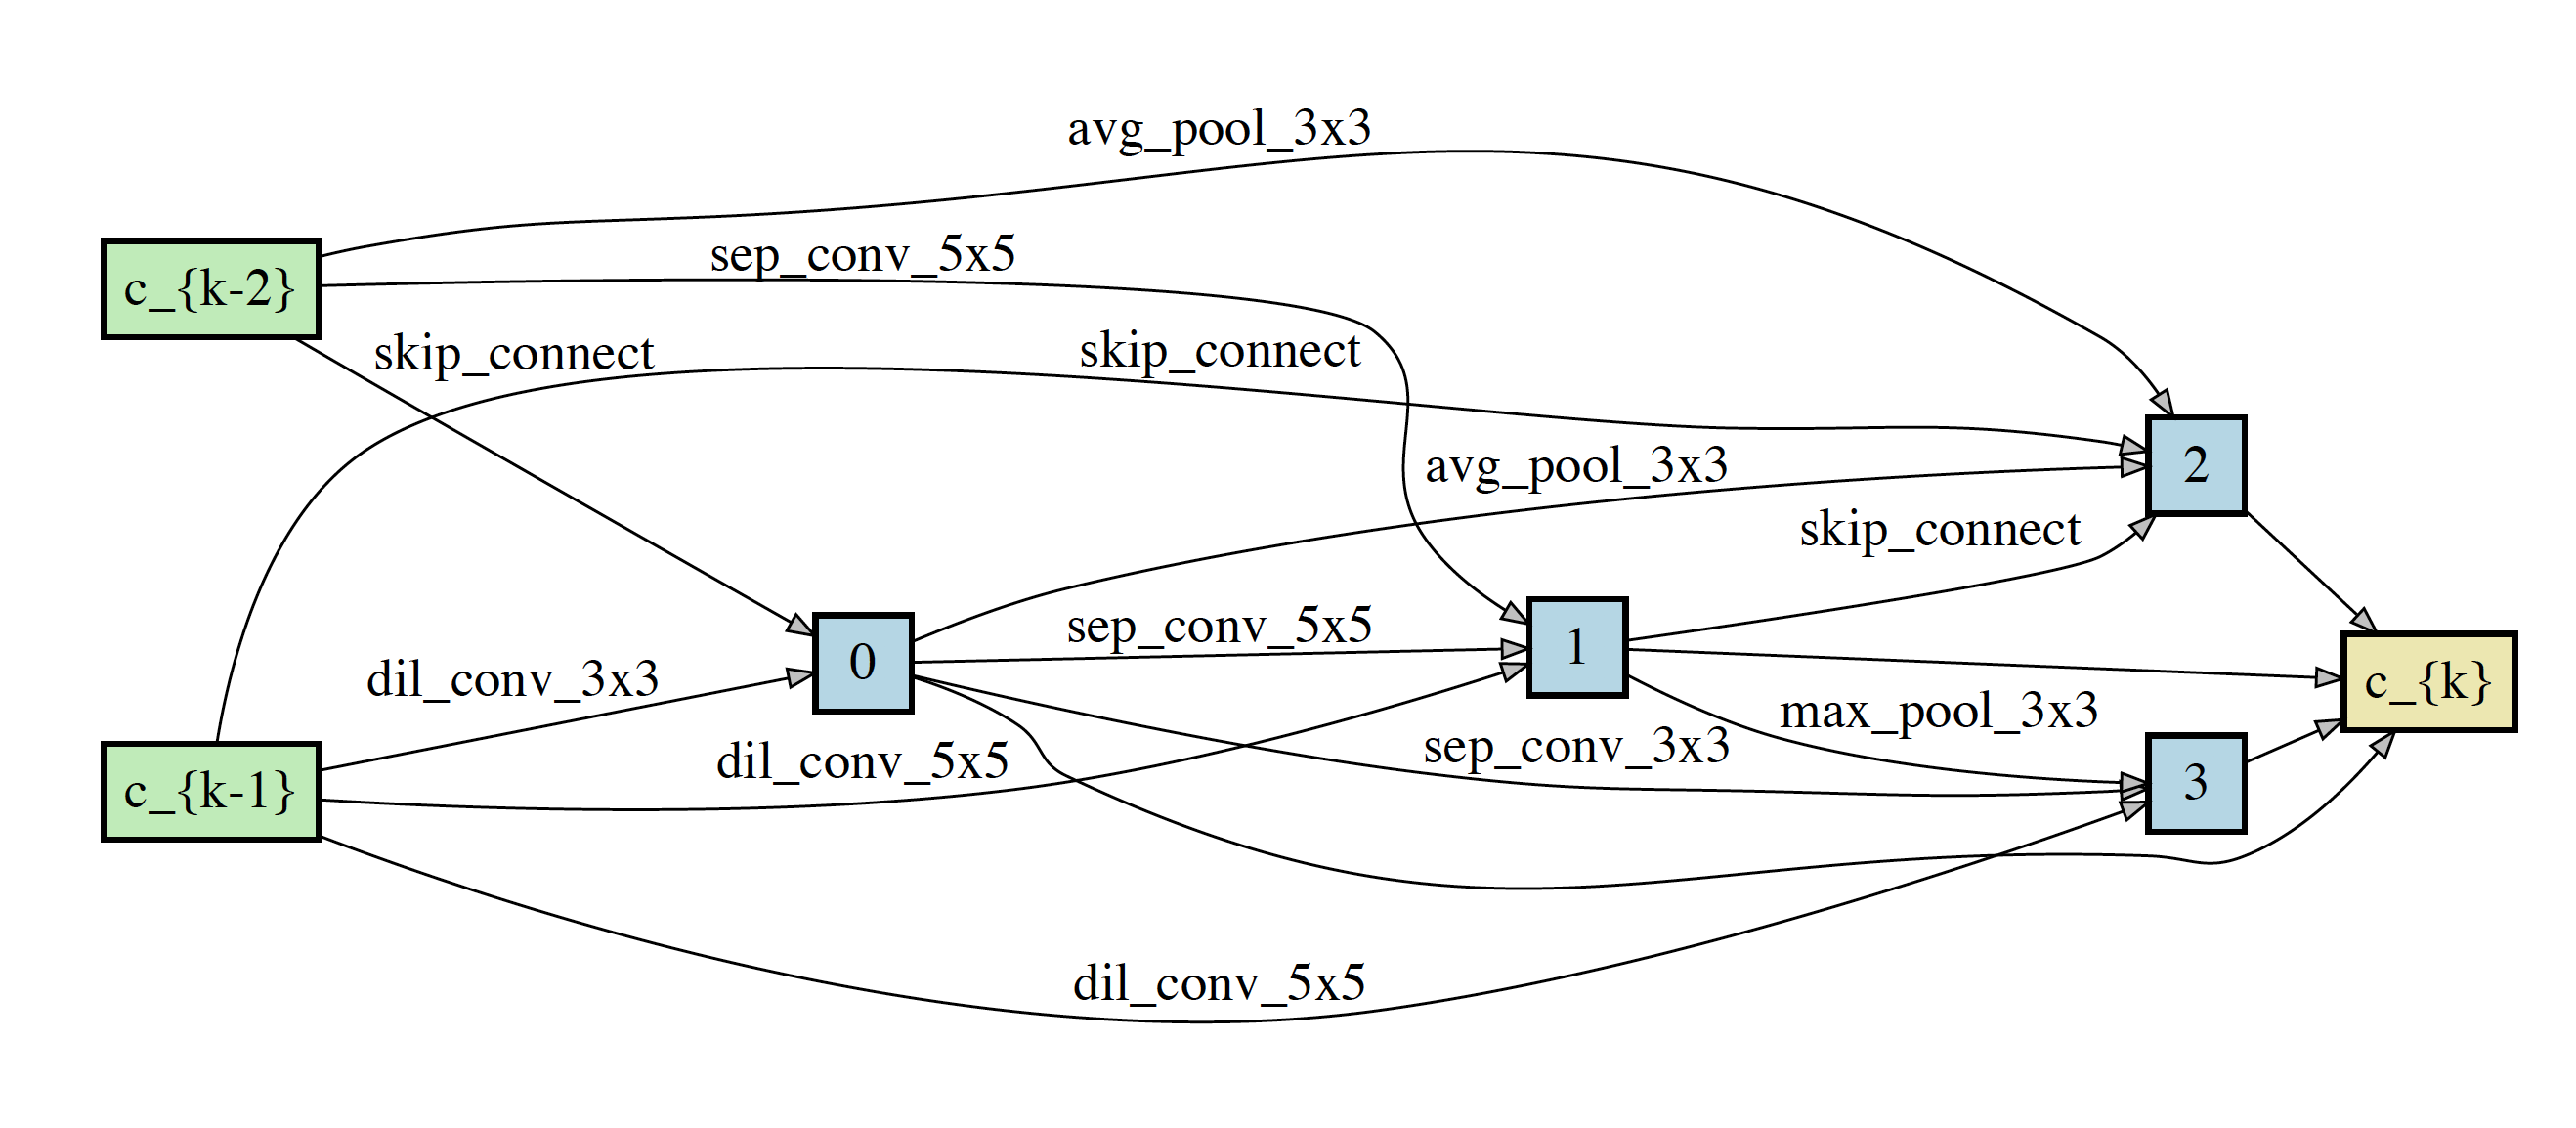 avg_pool_3x3
sep_conv_5x5
c_{k-2}
skip_connect
skip_connect
avg_pool_3x3
2
skip_connect
sep_conv_5x5
1
0
dil_conv_3x3
c_{k}
max_pool_3x3
sep_conv_3x3
dil_conv_5x5
3
c_{k-1}
dil_conv_5x5